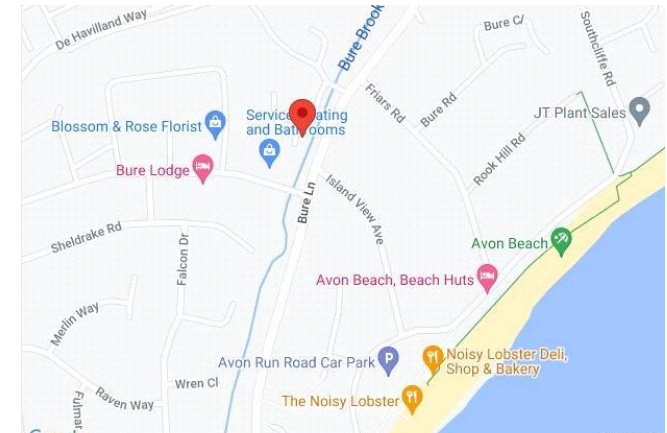 De Havilland Way
Bure Brook
Bure C
Southcliffe Rd
Friars Rd
Bure Rd
JT Plant Sales
Blossom & Rose Florist
and Bathrooms
Rook Hill Rd
Bure Lodge
Island View Ave
Bure Ln
Sheldrake Rd
Falcon Dr
Avon Beach
Avon Beach, Beach Huts
Merlin Way
Avon Run Road Car Park
P
Noisy Lobster Deli,
Shop & Bakery
Wren Cl
Raven Way
The Noisy Lobster
Fulmar